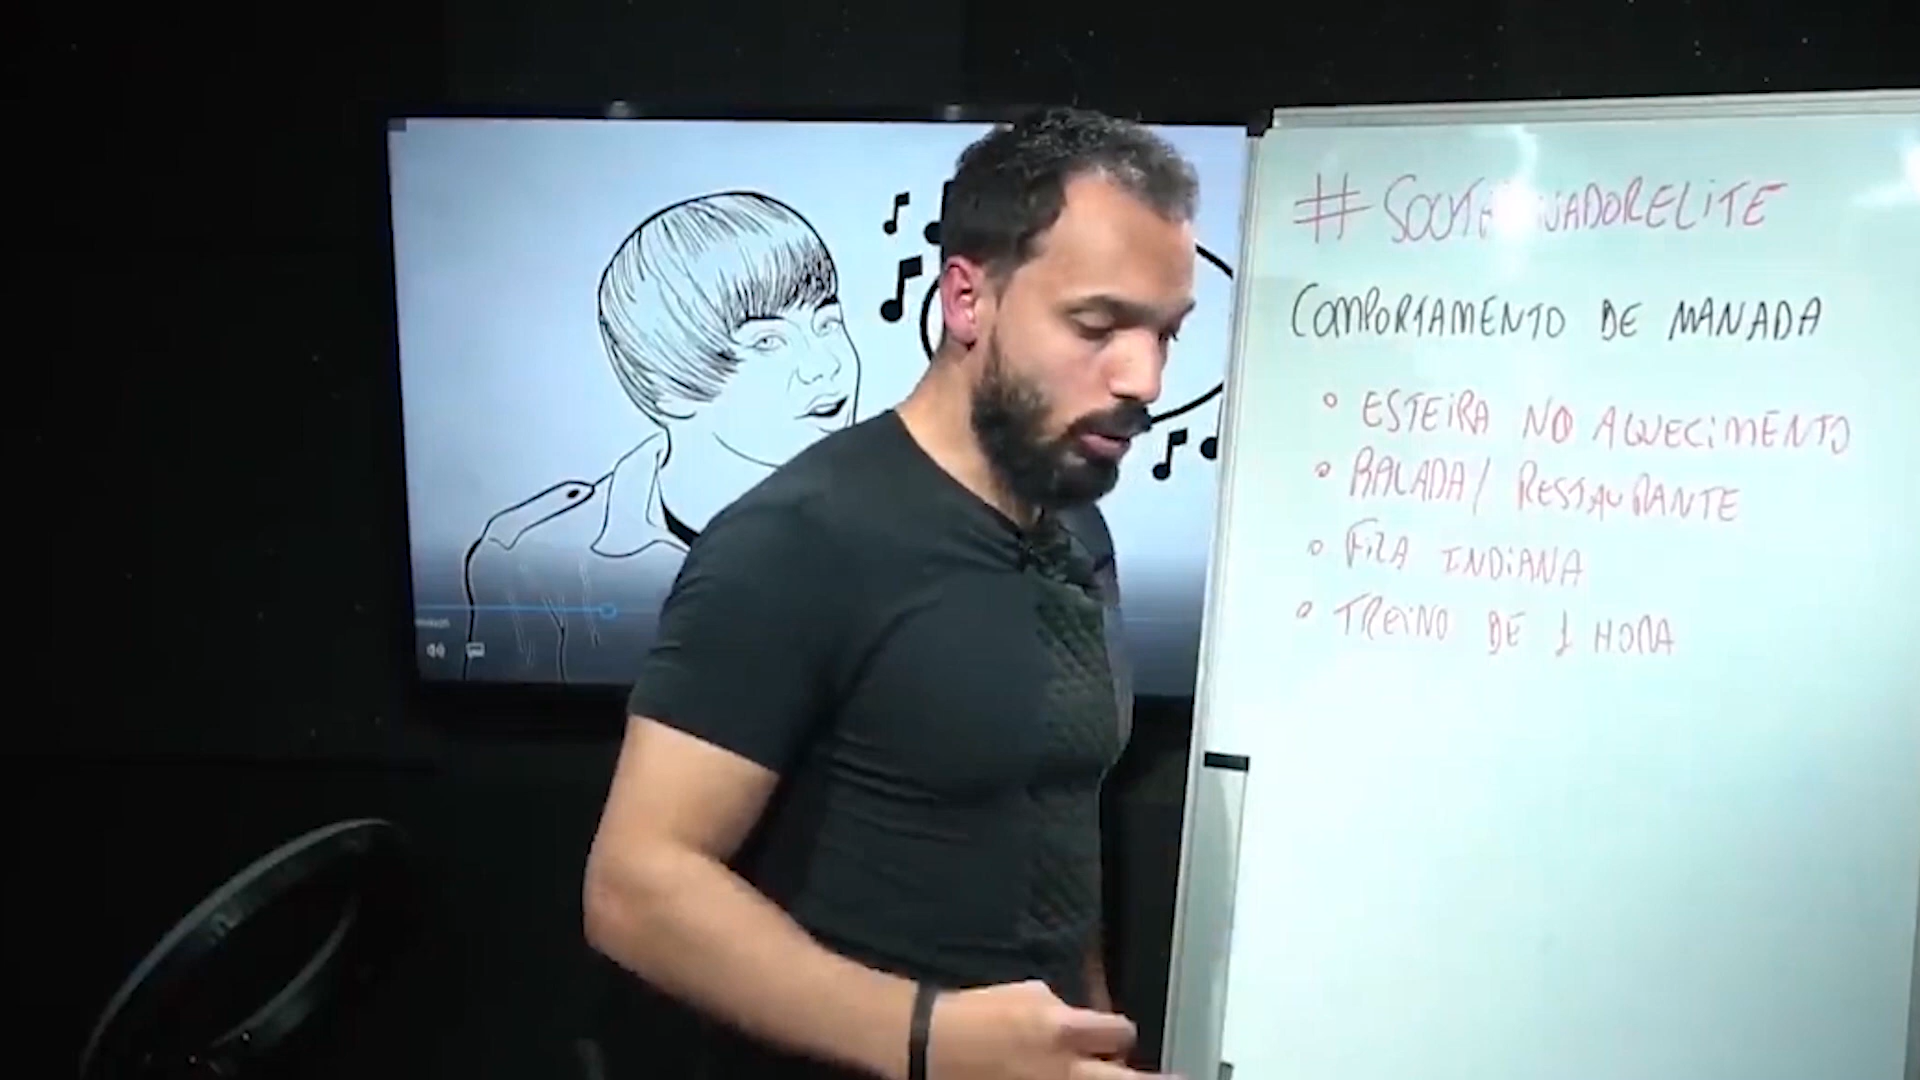 COMPORTAMENTO DE MANADA
° ESTEIRA NO AQUECIMENTO
° BALADA/ RESTAURANTE
° FILA INDIANA
° TREINO DE 1 HORA